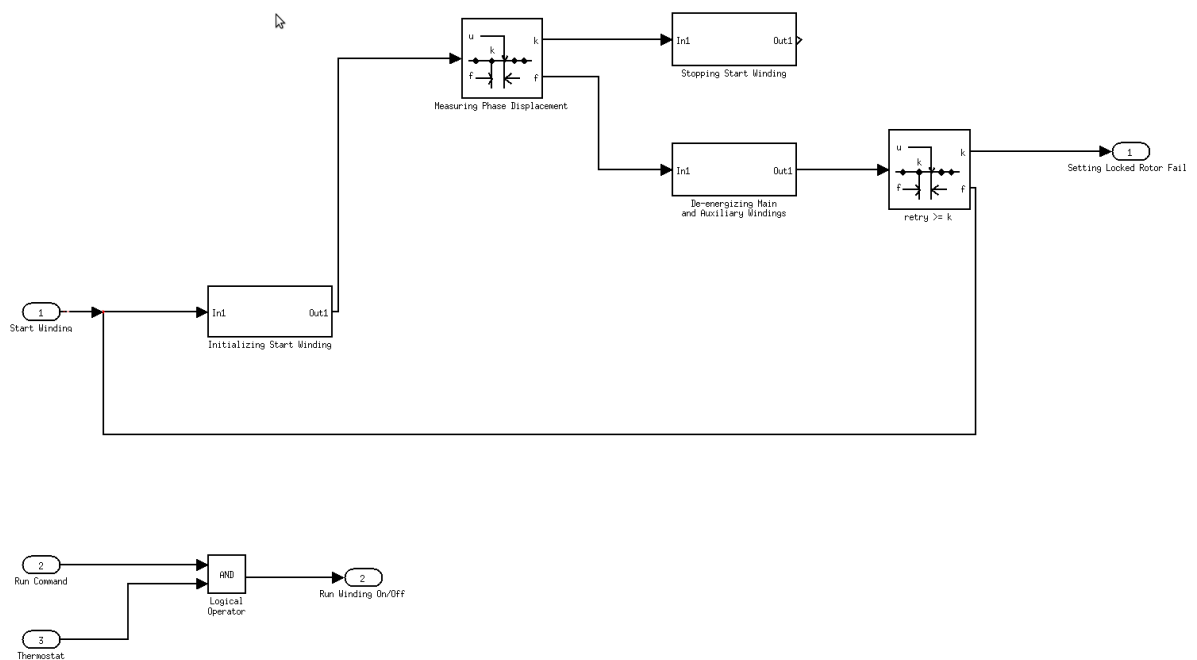 u
k
k
f
f
Measuring Phase Displacement
In1
Out1
Stopping Start Winding
In1
Out1
De-energizing Main
and Auxiliary Windings
u
k
k
f
f
retry >= k
1
Setting Locked Rotor Fail
1
Start Winding
In1
Out1
Initializing Start Winding
2
Run Command
AND
Logical
Operator
2
Run Winding On/Off
3
Thermostat